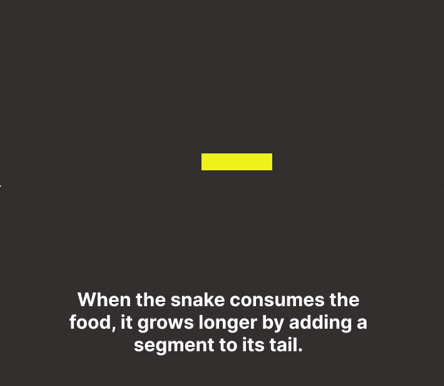 When the snake consumes the
food, it grows longer by adding a
segment to its tail.